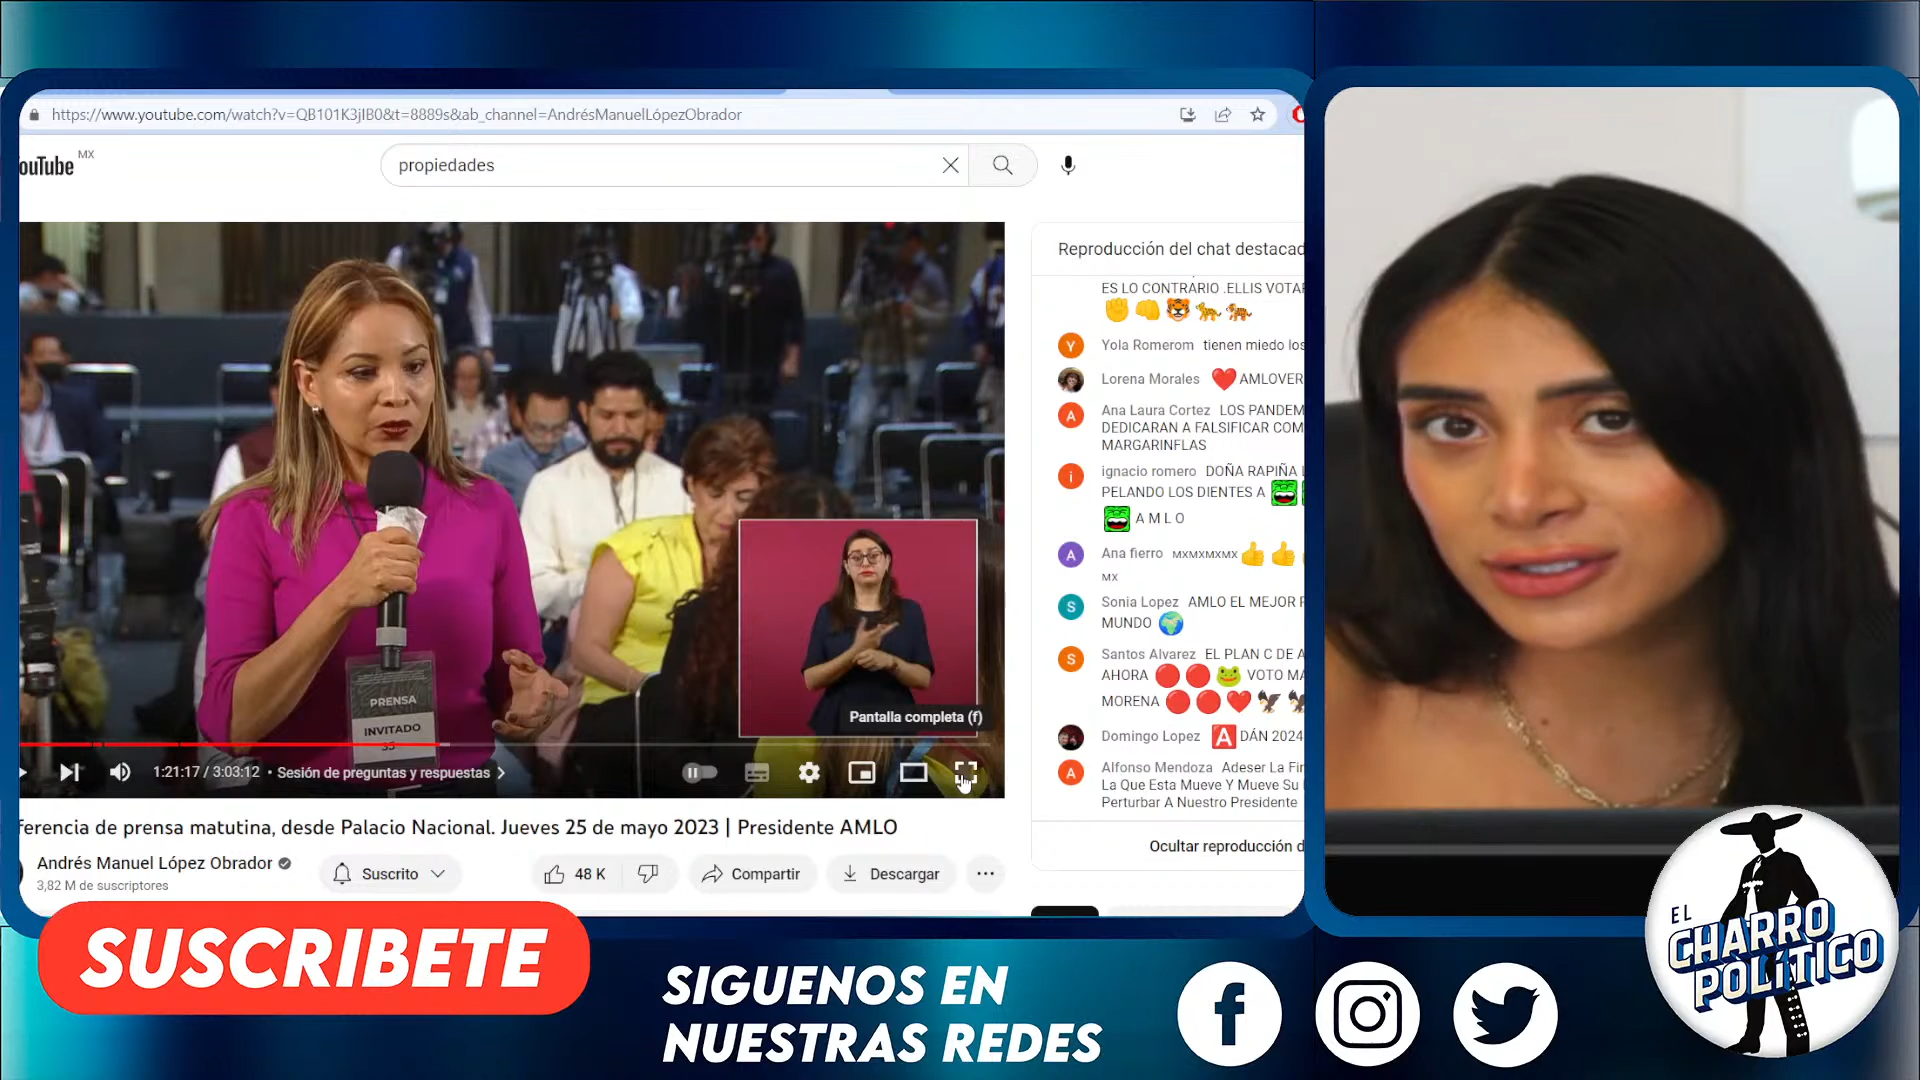 https://www.youtube.com/watch?v=QB101K3jIB0&t=8889s&ab_channel=AndrésManuelLópezObrador
ouTube MX
propiedades
PRENSA
INVITADO
Pantalla completa (f)
1:21:17 / 3:03:12 • Sesión de preguntas y respuestas
ferencia de prensa matutina, desde Palacio Nacional. Jueves 25 de mayo 2023 | Presidente AMLO
Andrés Manuel López Obrador
3,82 M de suscriptores
Suscrito
48 K
Compartir
Descargar
Reproducción del chat destacad
ES LO CONTRARIO .ELLIS VOTA
Y Yola Romerom tienen miedo los
Lorena Morales ❤️ AMLOVER
A Ana Laura Cortez LOS PANDEM
DEDICARAN A FALSIFICAR COM
MARGARINFLAS
i ignacio romero DOÑA RAPIÑA
PELANDO LOS DIENTES A
A M L O
A Ana fierro MXMXMXMX 👍 👍
MX
S Sonia Lopez AMLO EL MEJOR
MUNDO 🌍
S Santos Alvarez EL PLAN C DE A
AHORA 🔴 🔴 🐸 VOTO MA
MORENA 🔴 🔴 ❤️ 🦅
Domingo Lopez 🅰️ DÁN 2024
A Alfonso Mendoza Adeser La Fir
La Que Esta Mueve Y Mueve Su
Perturbar A Nuestro Presidente
Ocultar reproducción d
SUSCRIBETE
SIGUENOS EN
NUESTRAS REDES
EL
CHARRO
POLÍTICO